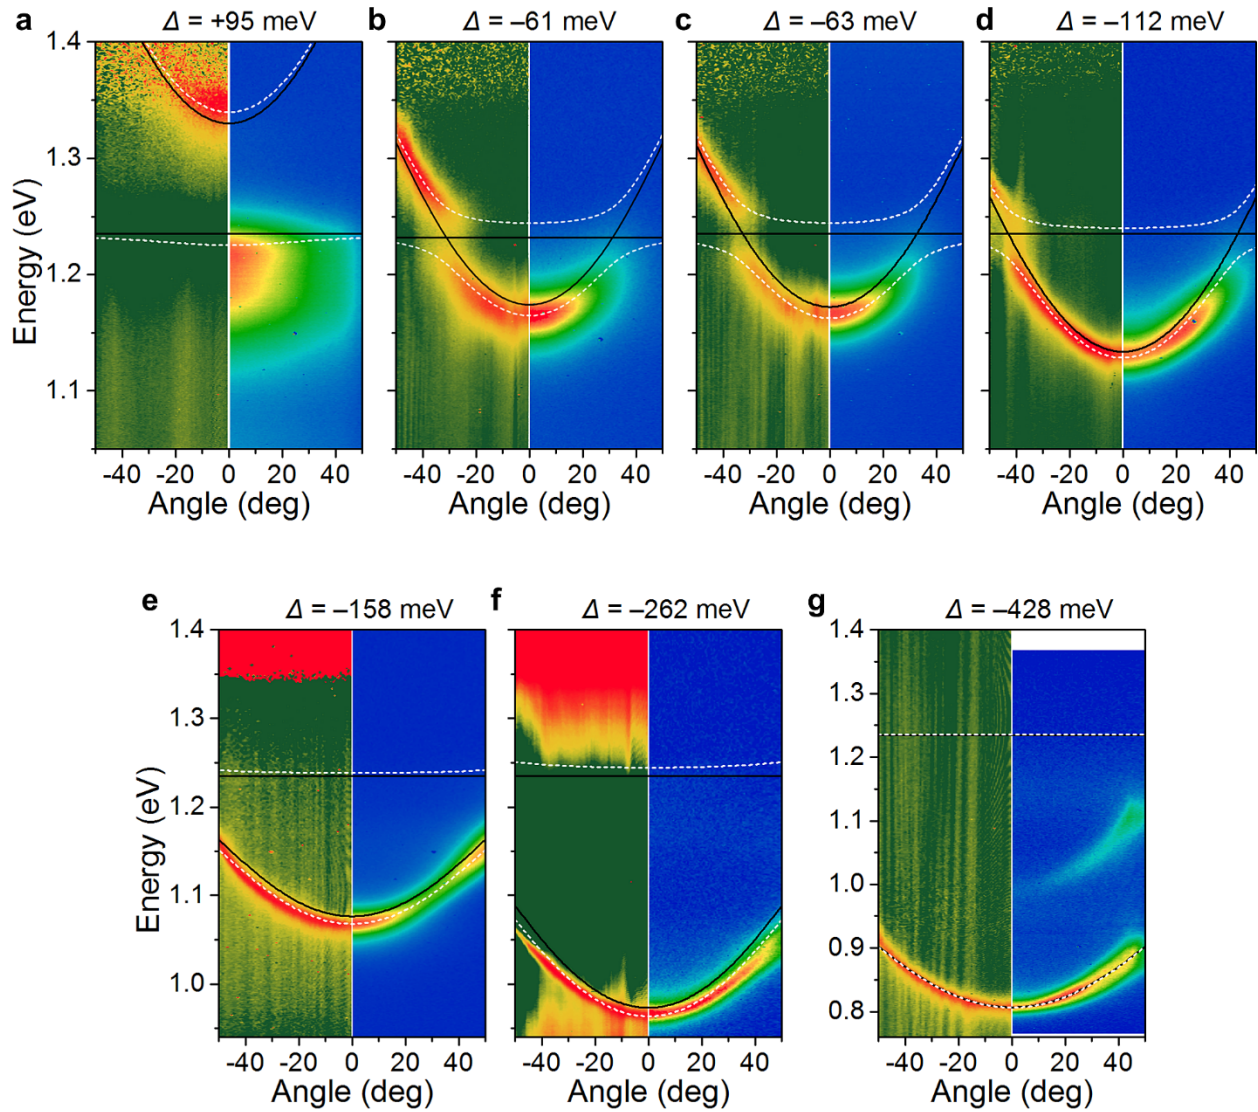 a Δ = +95 meV b Δ = –61 meV c Δ = –63 meV d Δ = –112 meV
1.4
1.3
1.2
1.1
Energy (eV)
-40 -20 0 20 40 -40 -20 0 20 40 -40 -20 0 20 40 -40 -20 0 20 40
Angle (deg) Angle (deg) Angle (deg) Angle (deg)
e Δ = –158 meV f Δ = –262 meV g Δ = –428 meV
1.4 1.4
1.3 1.3
1.2 1.2
1.1 1.1
1.0 1.0
0.9
0.8
Energy (eV)
-40 -20 0 20 40 -40 -20 0 20 40 -40 -20 0 20 40
Angle (deg) Angle (deg) Angle (deg)